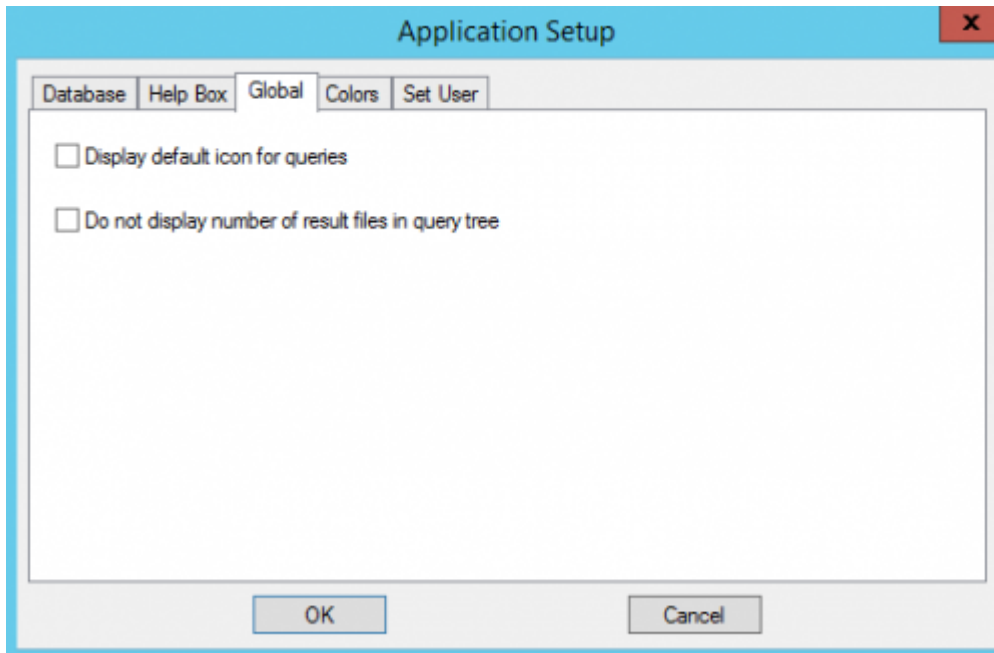 Application Setup
x
Database Help Box Global Colors Set User
Display default icon for queries
Do not display number of result files in query tree
OK Cancel